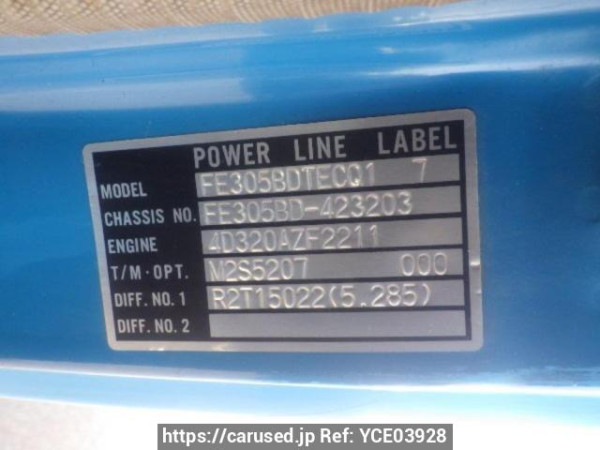 POWER LINE LABEL
MODEL FE305BDTECQ1 7
CHASSIS NO. FE305BD-423203
ENGINE 4D320AZF2211
T/M·OPT. M2S5207 000
DIFF. NO. 1 R2T15022(5.285)
DIFF. NO. 2
https://carused.jp Ref: YCE03928